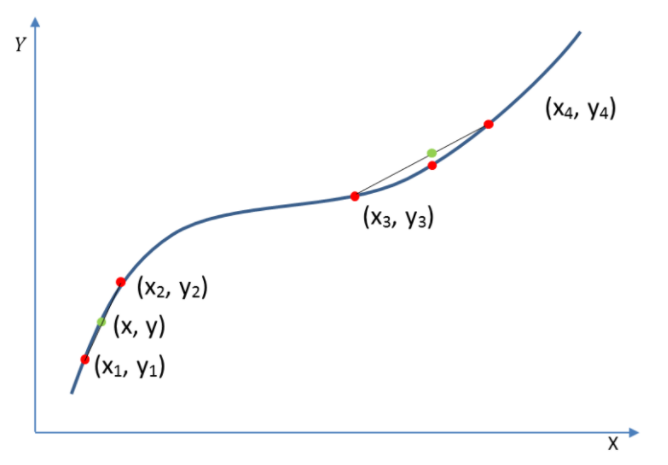 Y
(x₄, y₄)
(x₃, y₃)
(x₂, y₂)
(x, y)
(x₁, y₁)
X